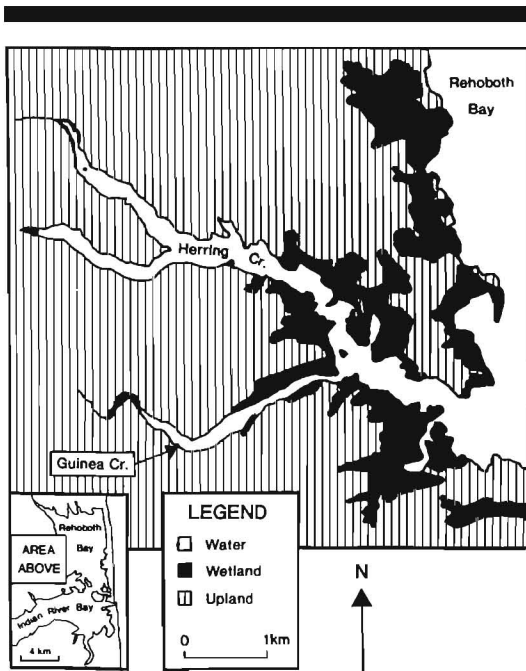 Rehoboth
Bay
Herring Cr.
Guinea Cr.
Rehoboth
Bay
AREA
ABOVE
Indian River Bay
4 km
LEGEND
Water
Wetland
Upland
0 1km
N